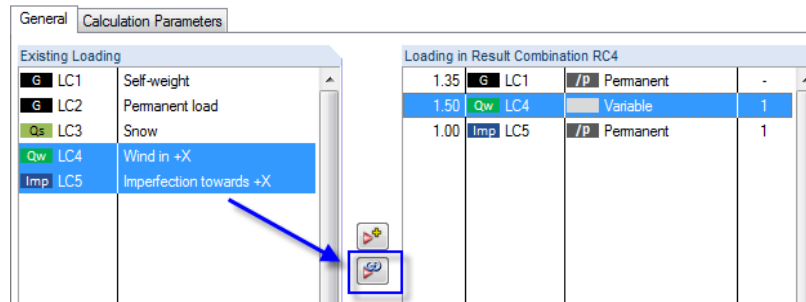 General Calculation Parameters
Existing Loading
G LC1 Self-weight
G LC2 Permanent load
Qs LC3 Snow
Qw LC4 Wind in +X
Imp LC5 Imperfection towards +X
Loading in Result Combination RC4
1.35 G LC1 /P Permanent -
1.50 Qw LC4 Variable 1
1.00 Imp LC5 /P Permanent 1